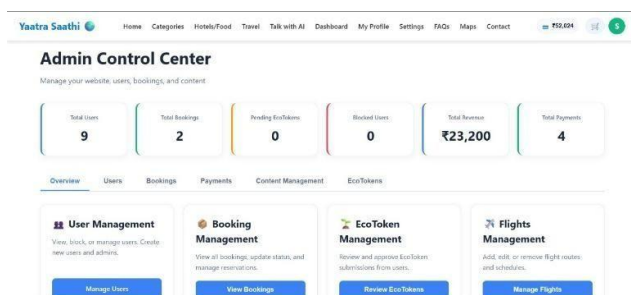 Yaatra Saathi
Home Categories Hotels/Food Travel Talk with AI Dashboard My Profile Settings FAQs Maps Contact ₹52,024 S
Admin Control Center
Manage your website, users, bookings, and content
Total Users Total Bookings Pending EcoTokens Blocked Users Total Revenue Total Payments
9 2 0 0 ₹23,200 4
Overview Users Bookings Payments Content Management EcoTokens
User Management
View, block, or manage users. Create
new users and admins.
Manage Users
Booking
Management
View all bookings, update status, and
manage reservations.
View Bookings
EcoToken
Management
Review and approve EcoToken
submissions from users.
Review EcoTokens
Flights
Management
Add, edit, or remove flight routes
and schedules.
Manage Flights